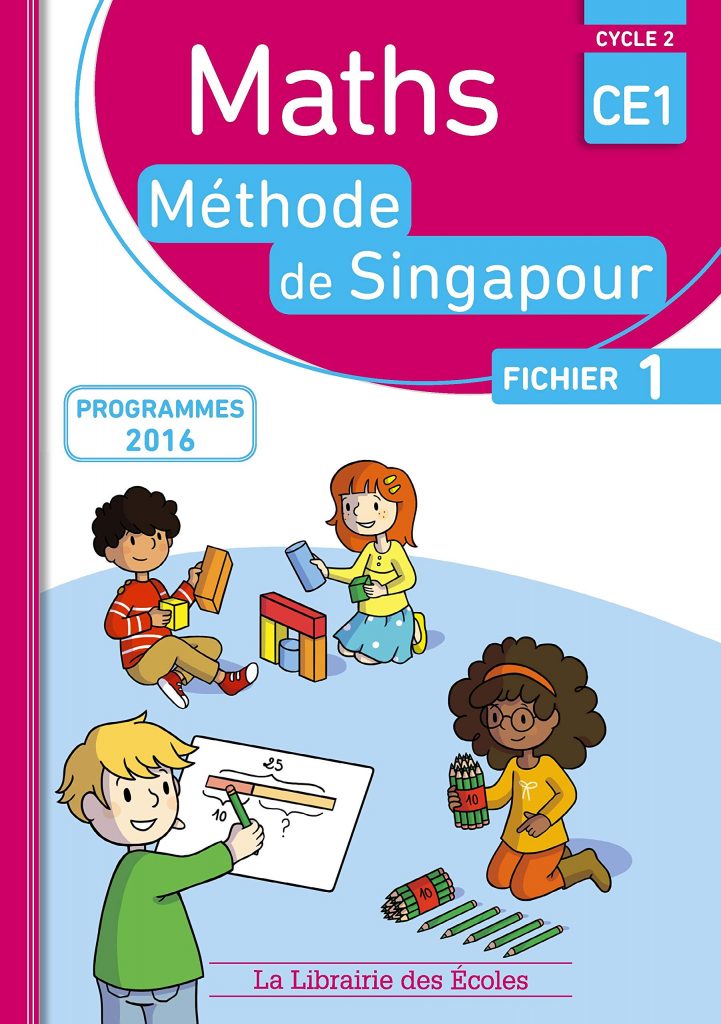 CYCLE 2
CE1
Maths
Méthode
de Singapour
FICHIER 1
PROGRAMMES
2016
25
10
?
10
10
La Librairie des Écoles